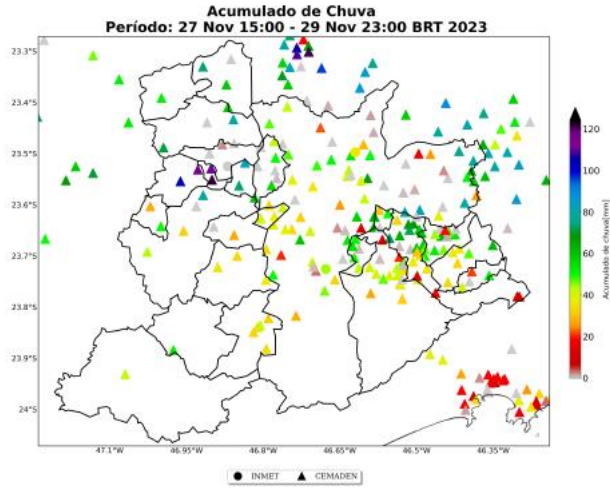 Acumulado de Chuva
Período: 27 Nov 15:00 - 29 Nov 23:00 BRT 2023
23.3°S
23.4°S
23.5°S
23.6°S
23.7°S
23.8°S
23.9°S
24°S
47.1°W
46.95°W
46.8°W
46.65°W
46.5°W
46.35°W
120
100
80
60
40
20
0
Acumulado de chuva[mm]
INMET
CEMADEN